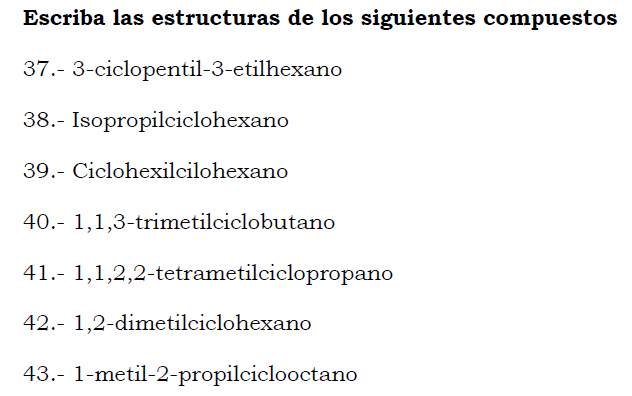 Escriba las estructuras de los siguientes compuestos
37.- 3-ciclopentil-3-etilhexano
38.- Isopropilciclohexano
39.- Ciclohexilcilohexano
40.- 1,1,3-trimetilciclobutano
41.- 1,1,2,2-tetrametilciclopropano
42.- 1,2-dimetilciclohexano
43.- 1-metil-2-propilciclooctano